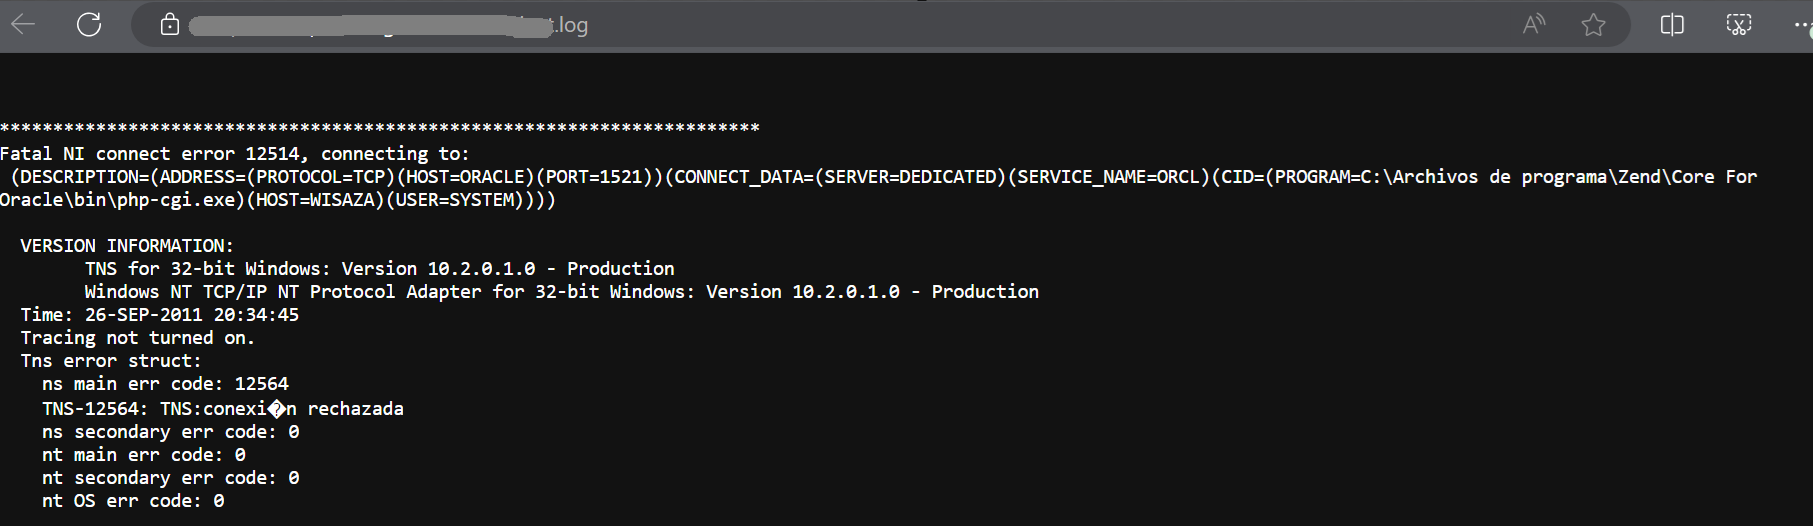 .log
***********************************************************************
Fatal NI connect error 12514, connecting to:
(DESCRIPTION=(ADDRESS=(PROTOCOL=TCP)(HOST=ORACLE)(PORT=1521))(CONNECT_DATA=(SERVER=DEDICATED)(SERVICE_NAME=ORCL)(CID=(PROGRAM=C:\Archivos de programa\Zend\Core For
Oracle\bin\php-cgi.exe)(HOST=WISAZA)(USER=SYSTEM))))
VERSION INFORMATION:
TNS for 32-bit Windows: Version 10.2.0.1.0 - Production
Windows NT TCP/IP NT Protocol Adapter for 32-bit Windows: Version 10.2.0.1.0 - Production
Time: 26-SEP-2011 20:34:45
Tracing not turned on.
Tns error struct:
ns main err code: 12564
TNS-12564: TNS:conexi�n rechazada
ns secondary err code: 0
nt main err code: 0
nt secondary err code: 0
nt OS err code: 0